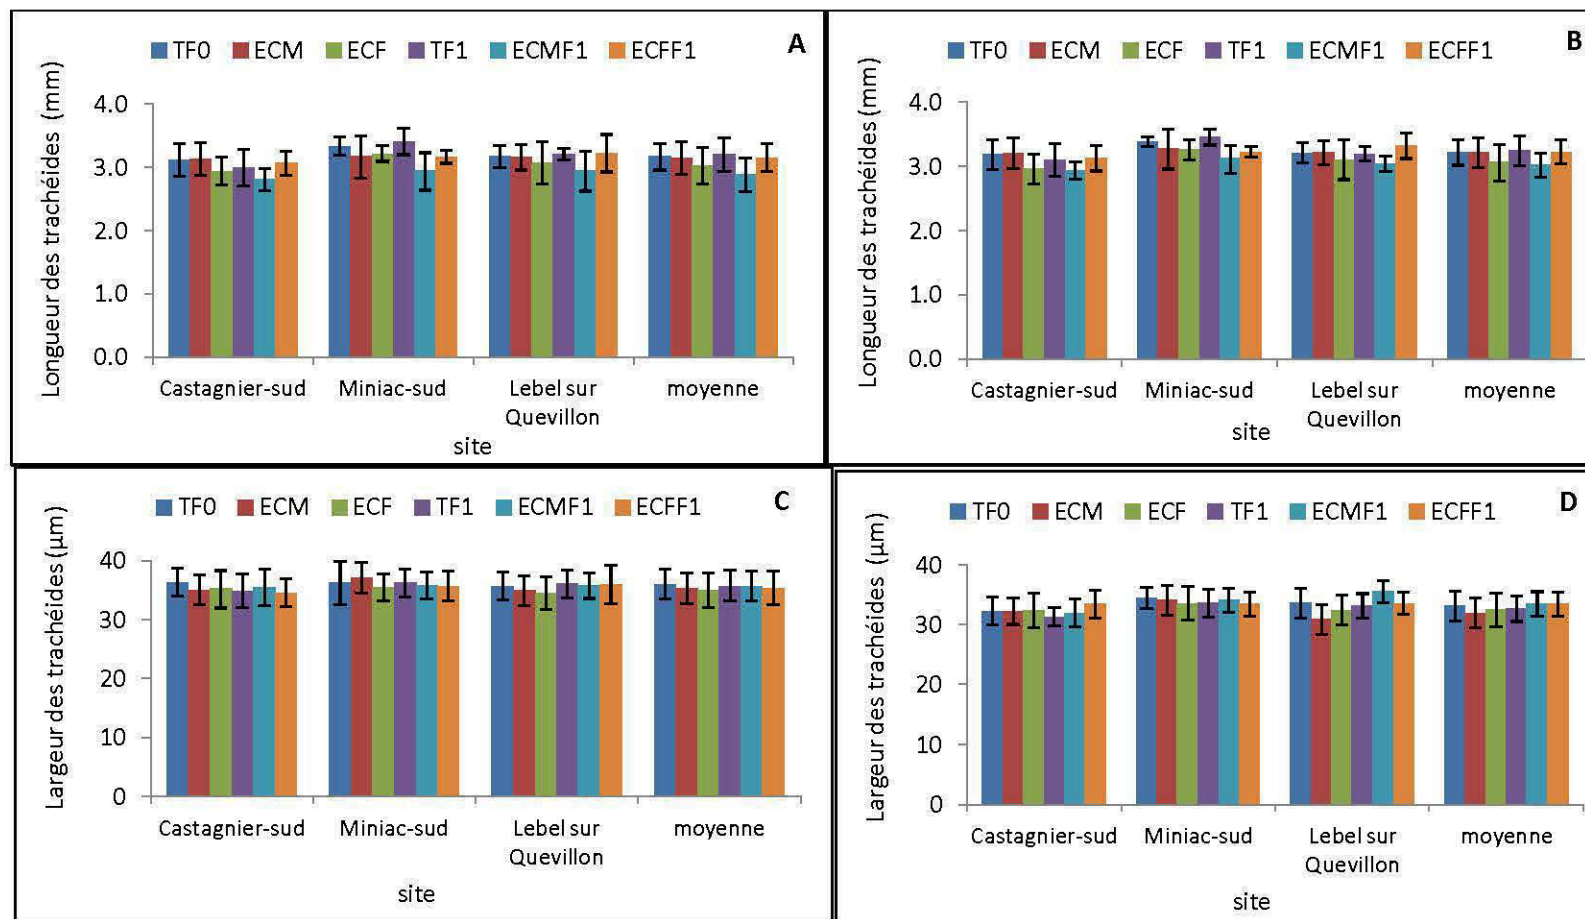 A
TF0 ECM ECF TF1 ECMF1 ECFF1
Longueur des trachéides (mm)
4.0
3.0
2.0
1.0
0.0
Castagnier-sud Miniac-sud Lebel sur Quevillon moyenne
site
B
TF0 ECM ECF TF1 ECMF1 ECFF1
Longueur des trachéides (mm)
4.0
3.0
2.0
1.0
0.0
Castagnier-sud Miniac-sud Lebel sur Quevillon moyenne
site
C
TF0 ECM ECF TF1 ECMF1 ECFF1
Largeur des trachéides (µm)
40
30
20
10
0
Castagnier-sud Miniac-sud Lebel sur Quevillon moyenne
site
D
TF0 ECM ECF TF1 ECMF1 ECFF1
Largeur des trachéides (µm)
40
30
20
10
0
Castagnier-sud Miniac-sud Lebel sur Quevillon moyenne
site